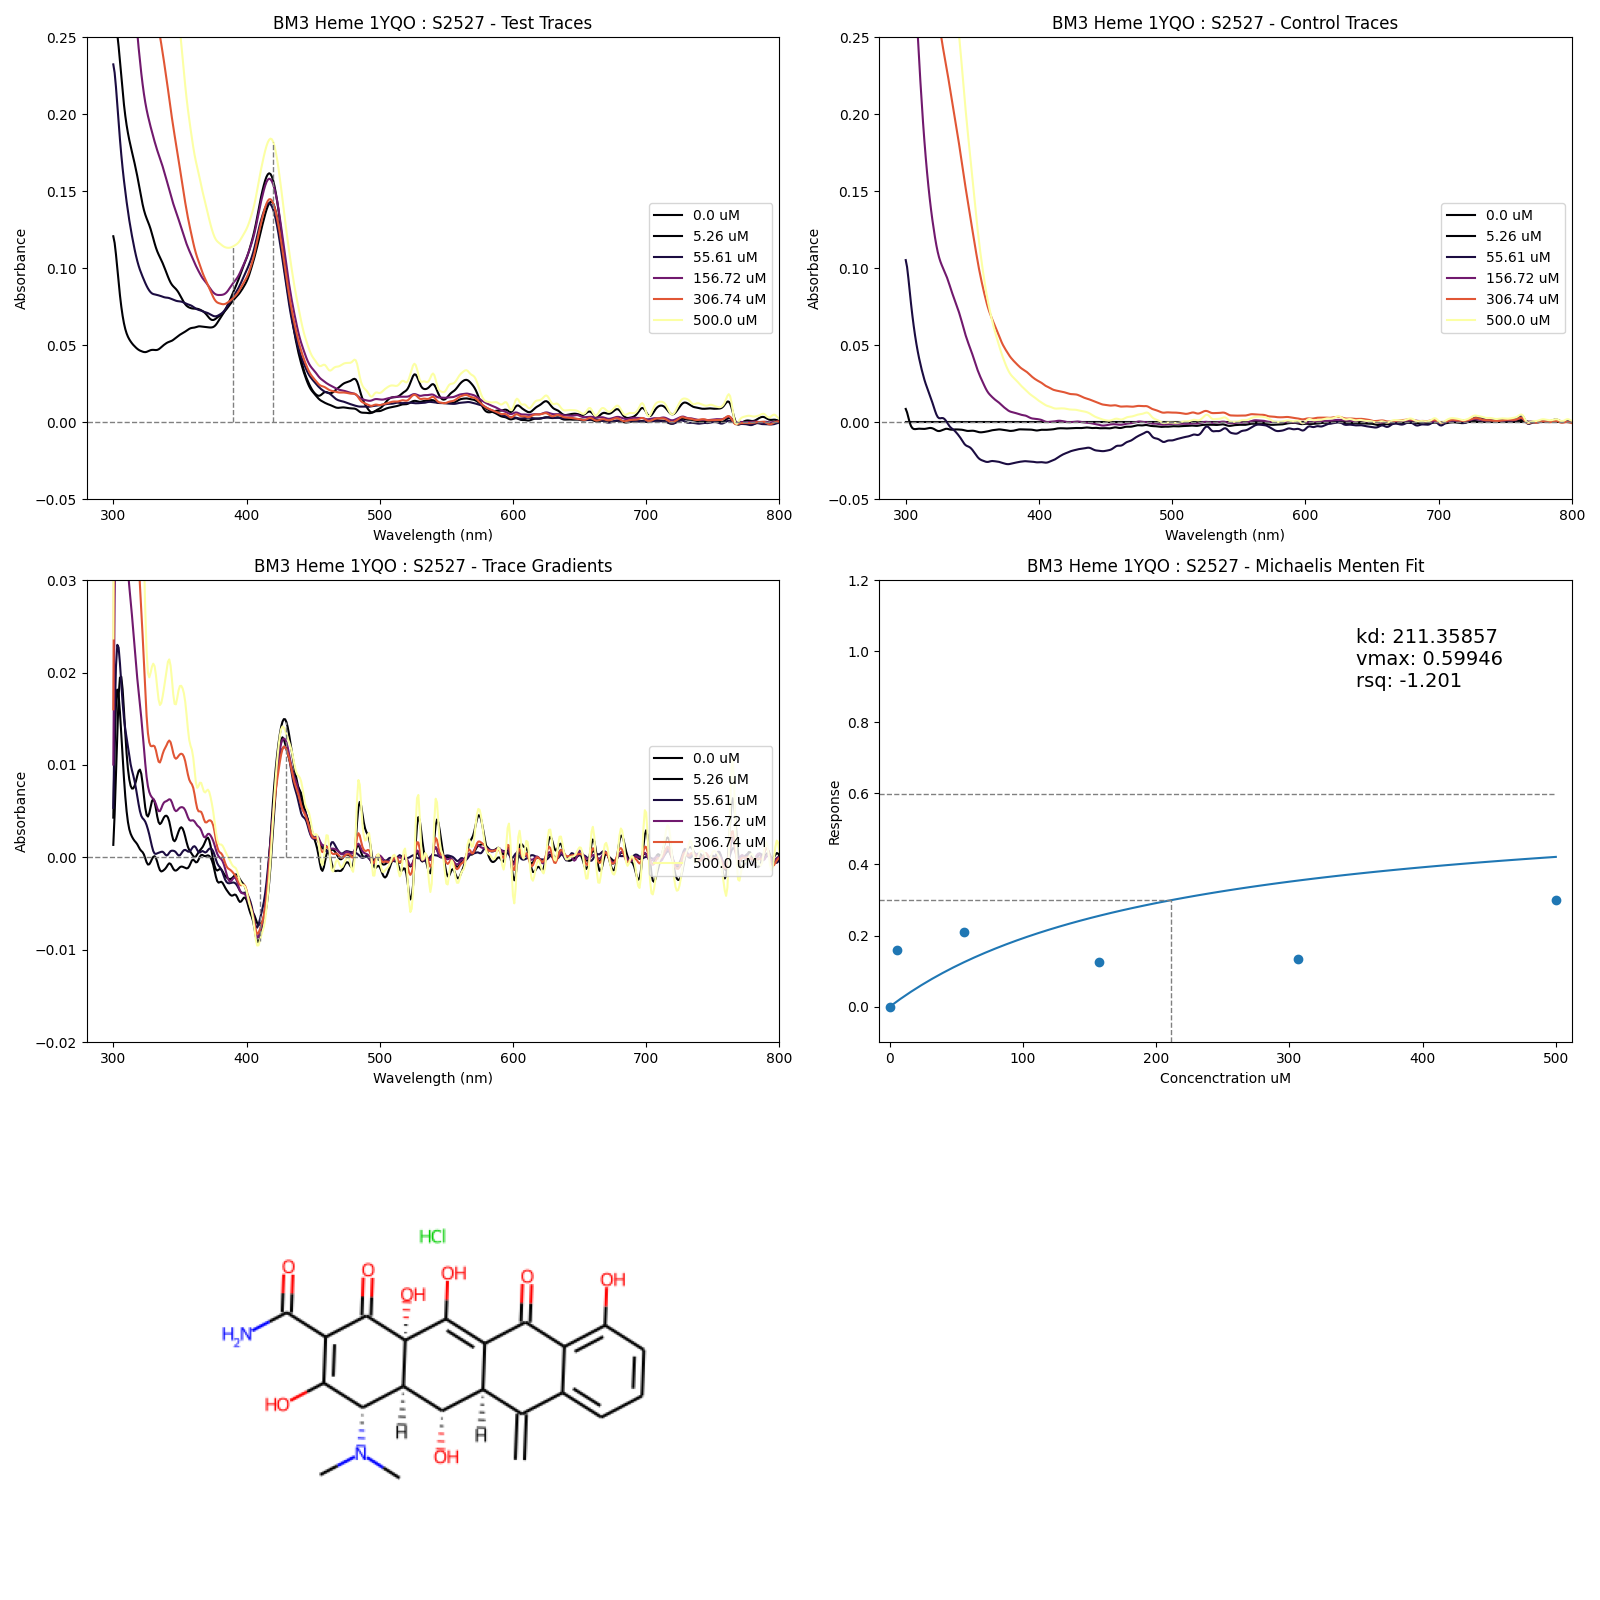 BM3 Heme 1YQO : S2527 - Test Traces
0.25
0.20
0.15
0.10
0.05
0.00
−0.05
Absorbance
300
400
500
600
700
800
Wavelength (nm)
0.0 uM
5.26 uM
55.61 uM
156.72 uM
306.74 uM
500.0 uM
BM3 Heme 1YQO : S2527 - Control Traces
0.25
0.20
0.15
0.10
0.05
0.00
−0.05
Absorbance
300
400
500
600
700
800
Wavelength (nm)
0.0 uM
5.26 uM
55.61 uM
156.72 uM
306.74 uM
500.0 uM
BM3 Heme 1YQO : S2527 - Trace Gradients
0.03
0.02
0.01
0.00
−0.01
−0.02
Absorbance
300
400
500
600
700
800
Wavelength (nm)
0.0 uM
5.26 uM
55.61 uM
156.72 uM
306.74 uM
500.0 uM
BM3 Heme 1YQO : S2527 - Michaelis Menten Fit
1.2
1.0
0.8
0.6
0.4
0.2
0.0
Response
kd: 211.35857
vmax: 0.59946
rsq: -1.201
0
100
200
300
400
500
Concenctration uM
HCl
O
O
OH
OH
O
OH
H2N
HO
H
H
N
OH